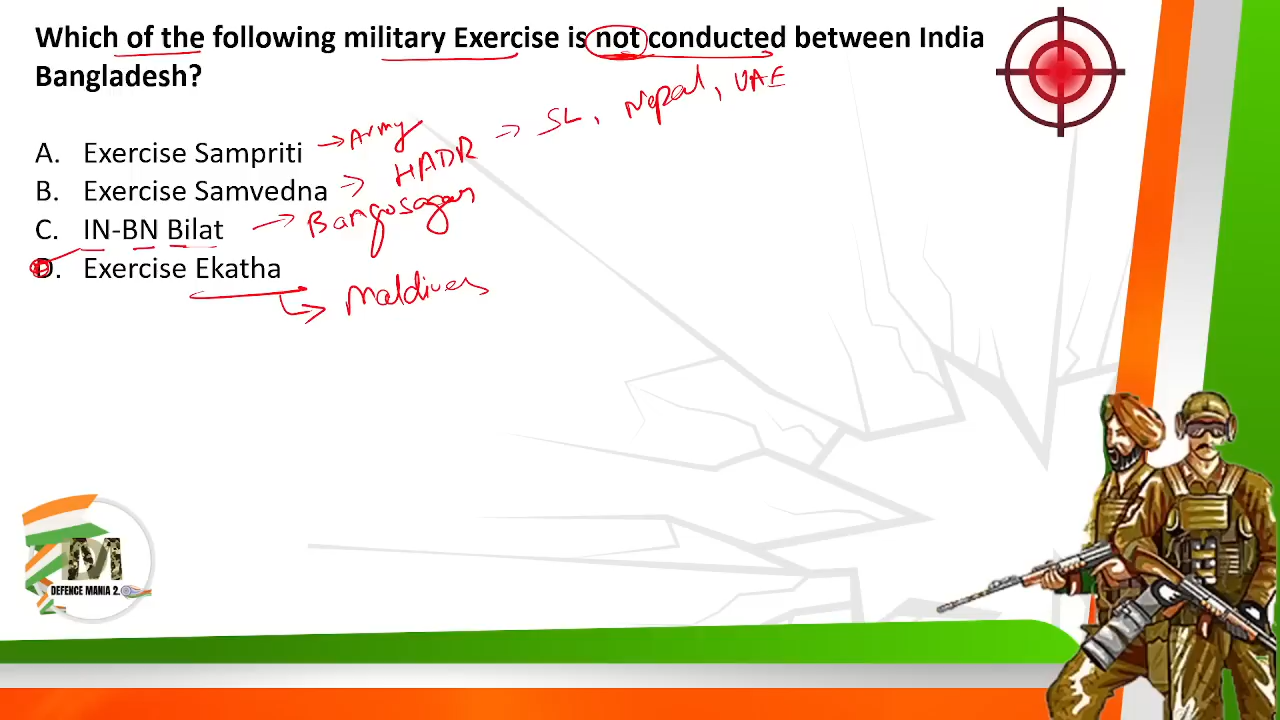 Which of the following military Exercise is not conducted between India
Bangladesh?
A. Exercise Sampriti → Army
B. Exercise Samvedna → HADR → SL, Nepal, UAE
C. IN-BN Bilat → Bangosagar
D. Exercise Ekatha
→ Maldives
M
DEFENCE MANIA 2.